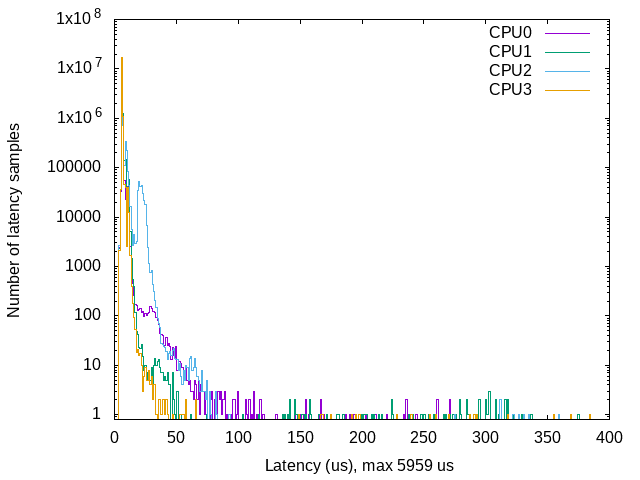 1x10^8
1x10^7
1x10^6
100000
10000
1000
100
10
1
0 50 100 150 200 250 300 350 400
Number of latency samples
Latency (us), max 5959 us
CPU0
CPU1
CPU2
CPU3